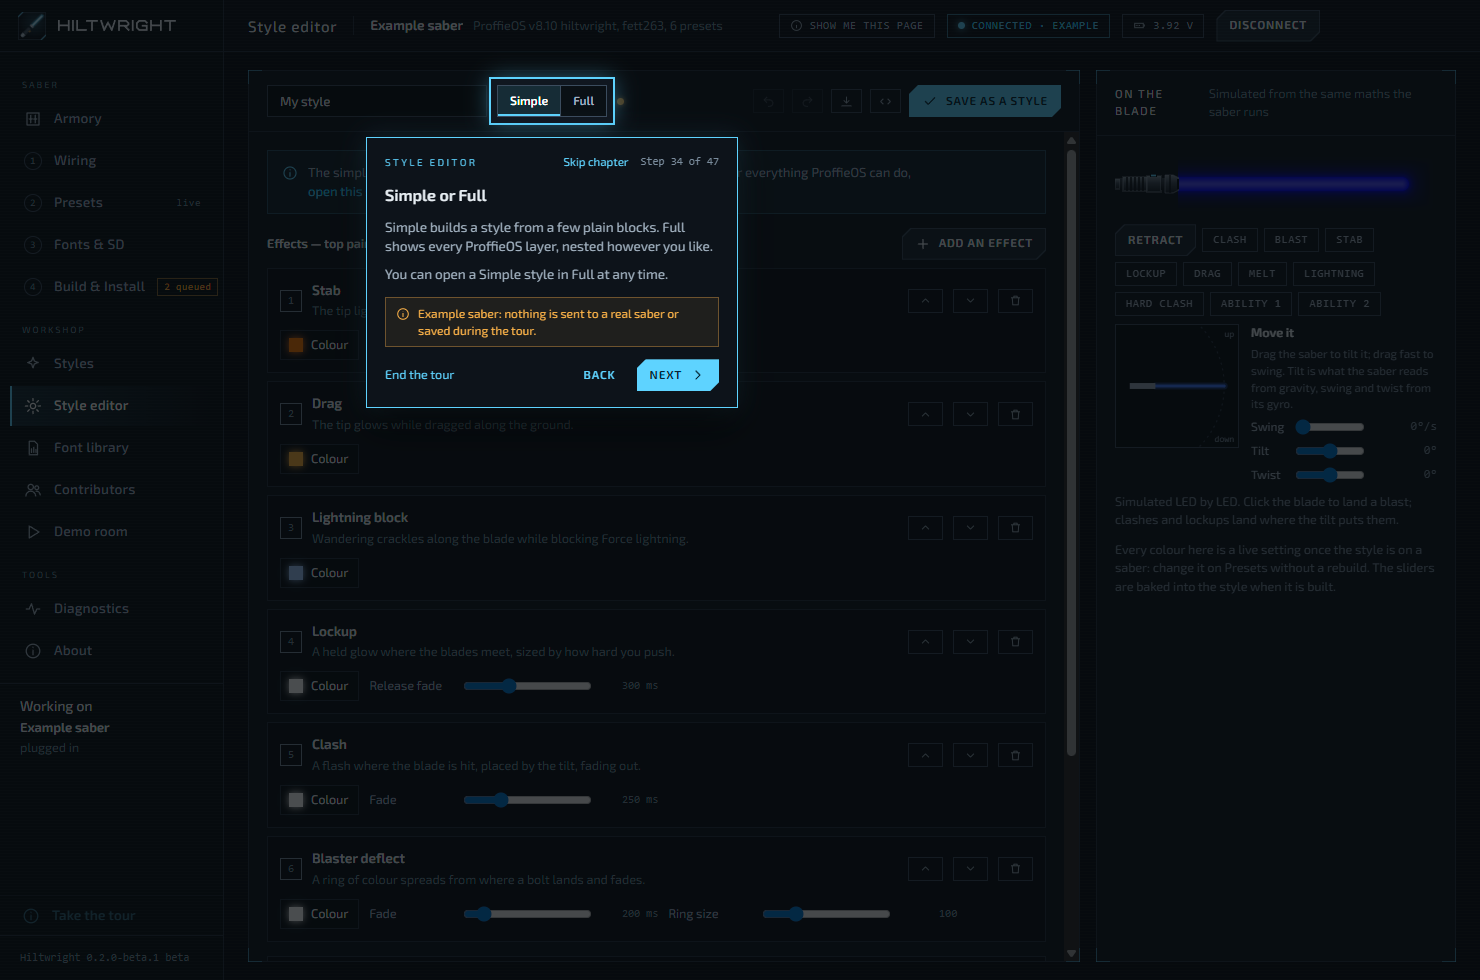 HILTWRIGHT
Style editor
Example saber ProffieOS v8.10 hiltwright, fett263, 6 presets
SHOW ME THIS PAGE
CONNECTED · EXAMPLE
3.92 V
DISCONNECT
SABER
Armory
1 Wiring
2 Presets live
3 Fonts & SD
4 Build & Install 2 queued
WORKSHOP
Styles
Style editor
Font library
Contributors
Demo room
TOOLS
Diagnostics
About
Working on
Example saber
plugged in
Take the tour
Hiltwright 0.2.0-beta.1 beta
My style
Simple Full
SAVE AS A STYLE
The simpl
r everything ProffieOS can do,
open this
Effects — top pai
ADD AN EFFECT
STYLE EDITOR
Skip chapter Step 34 of 47
Simple or Full
Simple builds a style from a few plain blocks. Full
shows every ProffieOS layer, nested however you like.
You can open a Simple style in Full at any time.
Example saber: nothing is sent to a real saber or
saved during the tour.
End the tour BACK NEXT
1 Stab
The tip lig
Colour
2 Drag
The tip glows while dragged along the ground.
Colour
3 Lightning block
Wandering crackles along the blade while blocking Force lightning.
Colour
4 Lockup
A held glow where the blades meet, sized by how hard you push.
Colour Release fade 300 ms
5 Clash
A flash where the blade is hit, placed by the tilt, fading out.
Colour Fade 250 ms
6 Blaster deflect
A ring of colour spreads from where a bolt lands and fades.
Colour Fade 200 ms Ring size 100
ON THE
BLADE
Simulated from the same maths the
saber runs
RETRACT CLASH BLAST STAB
LOCKUP DRAG MELT LIGHTNING
HARD CLASH ABILITY 1 ABILITY 2
up
down
Move it
Drag the saber to tilt it; drag fast to
swing. Tilt is what the saber reads
from gravity, swing and twist from
its gyro.
Swing 0°/s
Tilt 0°
Twist 0°
Simulated LED by LED. Click the blade to land a blast;
clashes and lockups land where the tilt puts them.
Every colour here is a live setting once the style is on a
saber: change it on Presets without a rebuild. The sliders
are baked into the style when it is built.